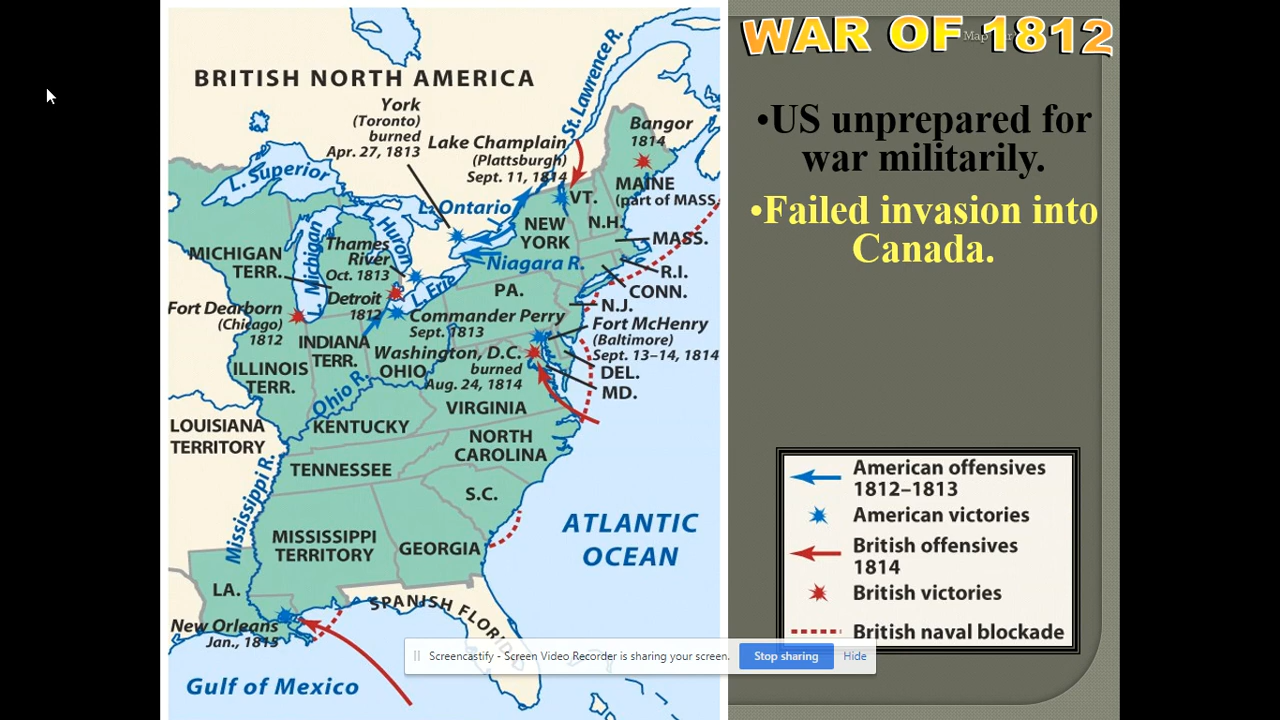 WAR OF 1812
Map
•US unprepared for
war militarily.
•Failed invasion into
Canada.
BRITISH NORTH AMERICA
York
(Toronto)
burned
Apr. 27, 1813
Lake Champlain
(Plattsburgh)
Sept. 11, 1814
St. Lawrence R.
Bangor
1814
L. Superior
L. Ontario
VT.
MAINE
(part of MASS.
N.H.
NEW
YORK
MASS.
MICHIGAN
TERR.
L. Michigan
Huron
Thames
River
Oct. 1813
Niagara R.
R.I.
CONN.
Detroit
1812
L. Erie
PA.
N.J.
Fort Dearborn
(Chicago)
1812
Commander Perry
Sept. 1813
Fort McHenry
(Baltimore)
Sept. 13–14, 1814
INDIANA
TERR.
Washington, D.C.
burned
Aug. 24, 1814
ILLINOIS
TERR.
OHIO
DEL.
MD.
Ohio R.
VIRGINIA
LOUISIANA
TERRITORY
KENTUCKY
NORTH
CAROLINA
TENNESSEE
Mississippi R.
S.C.
MISSISSIPPI
TERRITORY
GEORGIA
ATLANTIC
OCEAN
LA.
SPANISH FLORID
New Orleans
Jan., 1815
Gulf of Mexico
American offensives
1812–1813
American victories
British offensives
1814
British victories
British naval blockade
Screencastify - Screen Video Recorder is sharing your screen.
Stop sharing
Hide